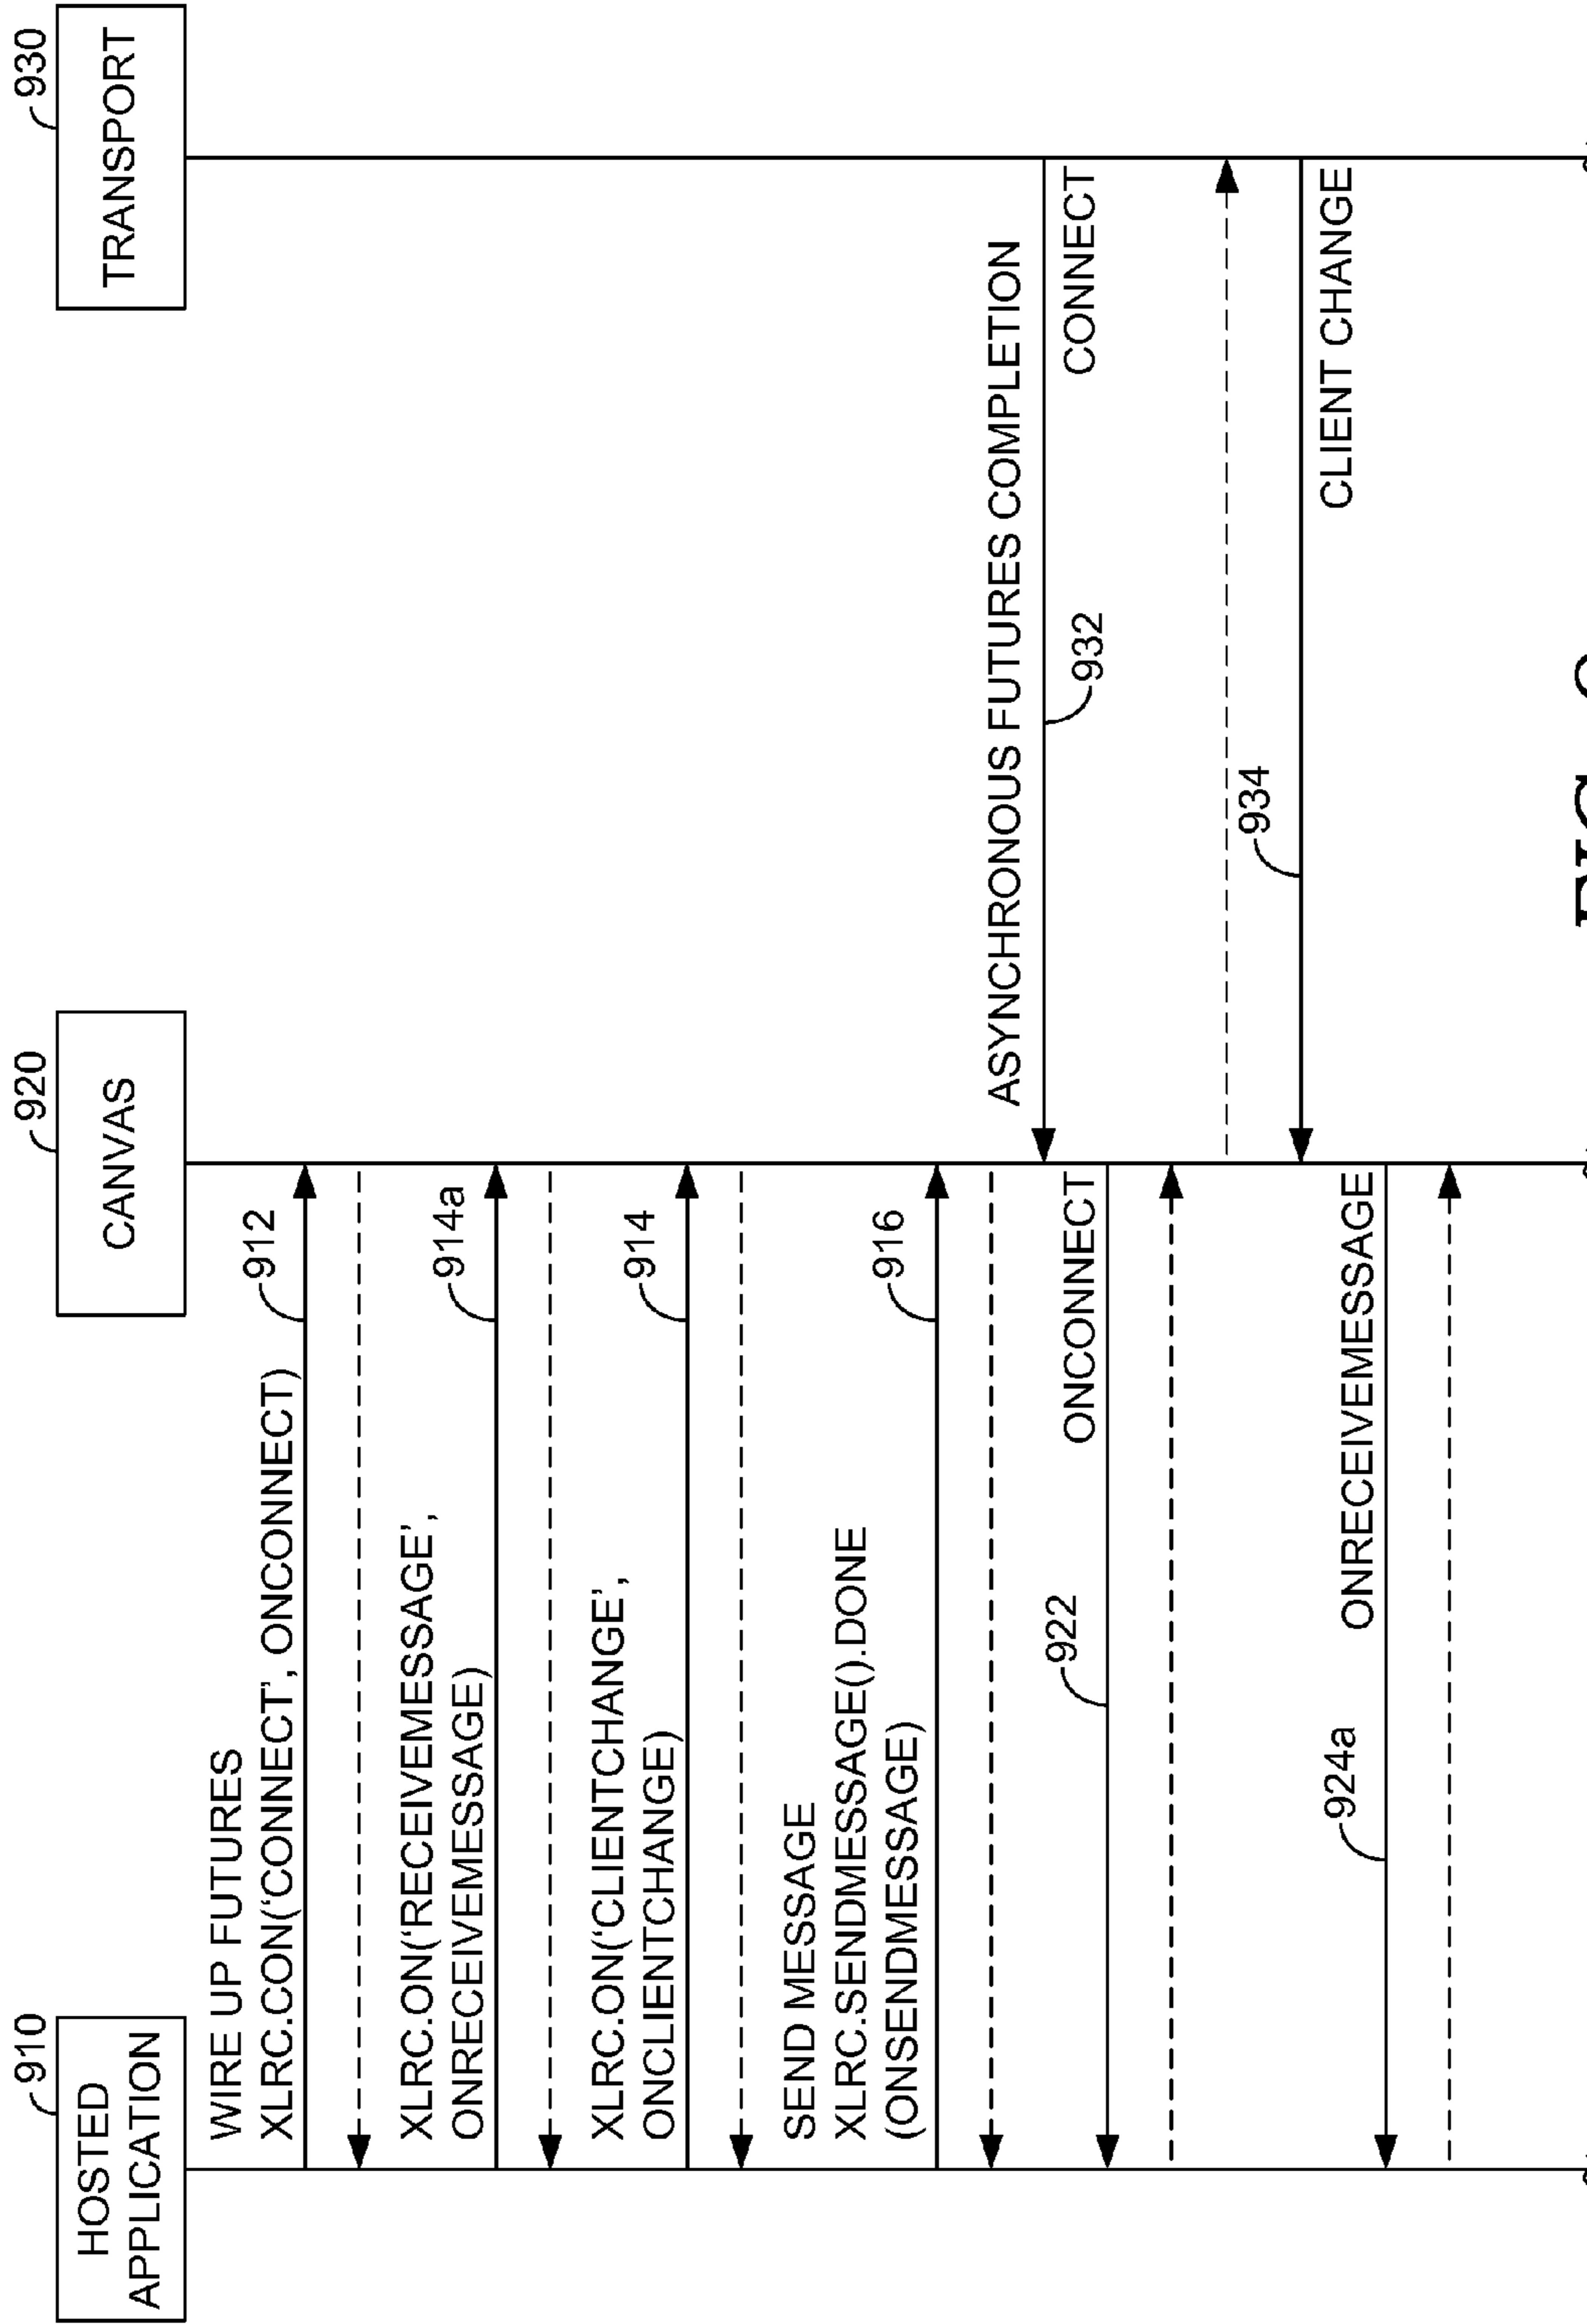 910
HOSTED
APPLICATION
920
CANVAS
930
TRANSPORT
WIRE UP FUTURES
XLRC.CON(‘CONNECT’, ONCONNECT)
912
XLRC.ON(‘RECEIVEMESSAGE’,
ONRECEIVEMESSAGE)
914a
XLRC.ON(‘CLIENTCHANGE’,
ONCLIENTCHANGE)
914
SEND MESSAGE
XLRC.SENDMESSAGE().DONE
(ONSENDMESSAGE)
916
ASYNCHRONOUS FUTURES COMPLETION
932
CONNECT
922
ONCONNECT
934
CLIENT CHANGE
924a
ONRECEIVEMESSAGE